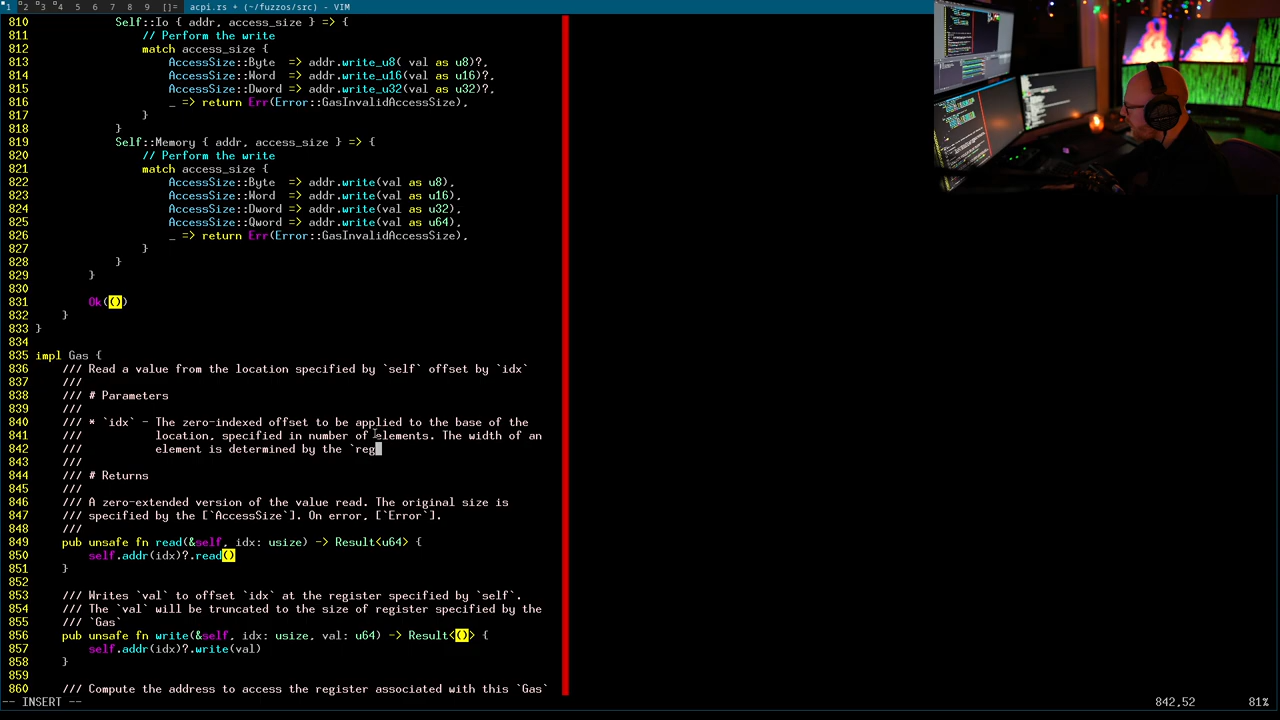 1 2 3 4 5 6 7 8 9 []= acpi.rs + (~/fuzzos/src) - VIM
810             Self::Io { addr, access_size } => {
811                 // Perform the write
812                 match access_size {
813                     AccessSize::Byte  => addr.write_u8( val as u8)?,
814                     AccessSize::Word  => addr.write_u16(val as u16)?,
815                     AccessSize::Dword => addr.write_u32(val as u32)?,
816                     _ => return Err(Error::GasInvalidAccessSize),
817                 }
818             }
819             Self::Memory { addr, access_size } => {
820                 // Perform the write
821                 match access_size {
822                     AccessSize::Byte  => addr.write(val as u8),
823                     AccessSize::Word  => addr.write(val as u16),
824                     AccessSize::Dword => addr.write(val as u32),
825                     AccessSize::Qword => addr.write(val as u64),
826                     _ => return Err(Error::GasInvalidAccessSize),
827                 }
828             }
829         }
830
831         Ok(())
832     }
833 }
834
835 impl Gas {
836     /// Read a value from the location specified by `self` offset by `idx`
837     ///
838     /// # Parameters
839     ///
840     /// * `idx` - The zero-indexed offset to be applied to the base of the
841     ///           location, specified in number of elements. The width of an
842     ///           element is determined by the `reg
843     ///
844     /// # Returns
845     ///
846     /// A zero-extended version of the value read. The original size is
847     /// specified by the [`AccessSize`]. On error, [`Error`].
848     ///
849     pub unsafe fn read(&self, idx: usize) -> Result<u64> {
850         self.addr(idx)?.read()
851     }
852
853     /// Writes `val` to offset `idx` at the register specified by `self`.
854     /// The `val` will be truncated to the size of register specified by the
855     /// `Gas`
856     pub unsafe fn write(&self, idx: usize, val: u64) -> Result<()> {
857         self.addr(idx)?.write(val)
858     }
859
860     /// Compute the address to access the register associated with this `Gas`
-- INSERT -- 842,52 81%